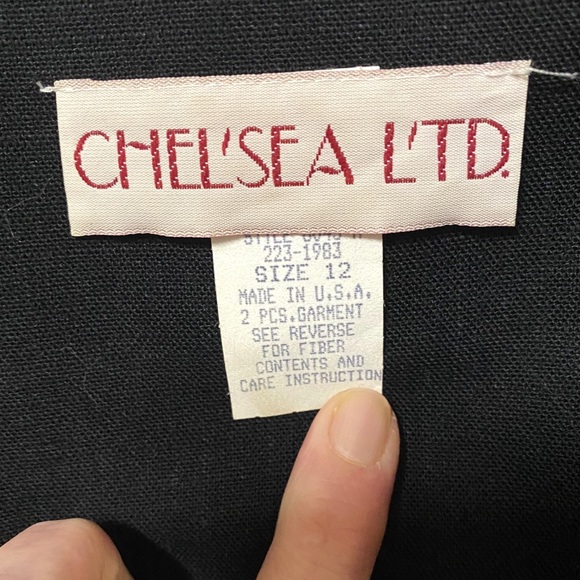 CHEL'SEA L'TD.
STYLE
223-1983
SIZE 12
MADE IN U.S.A.
2 PCS.GARMENT
SEE REVERSE
FOR FIBER
CONTENTS AND
CARE INSTRUCTION